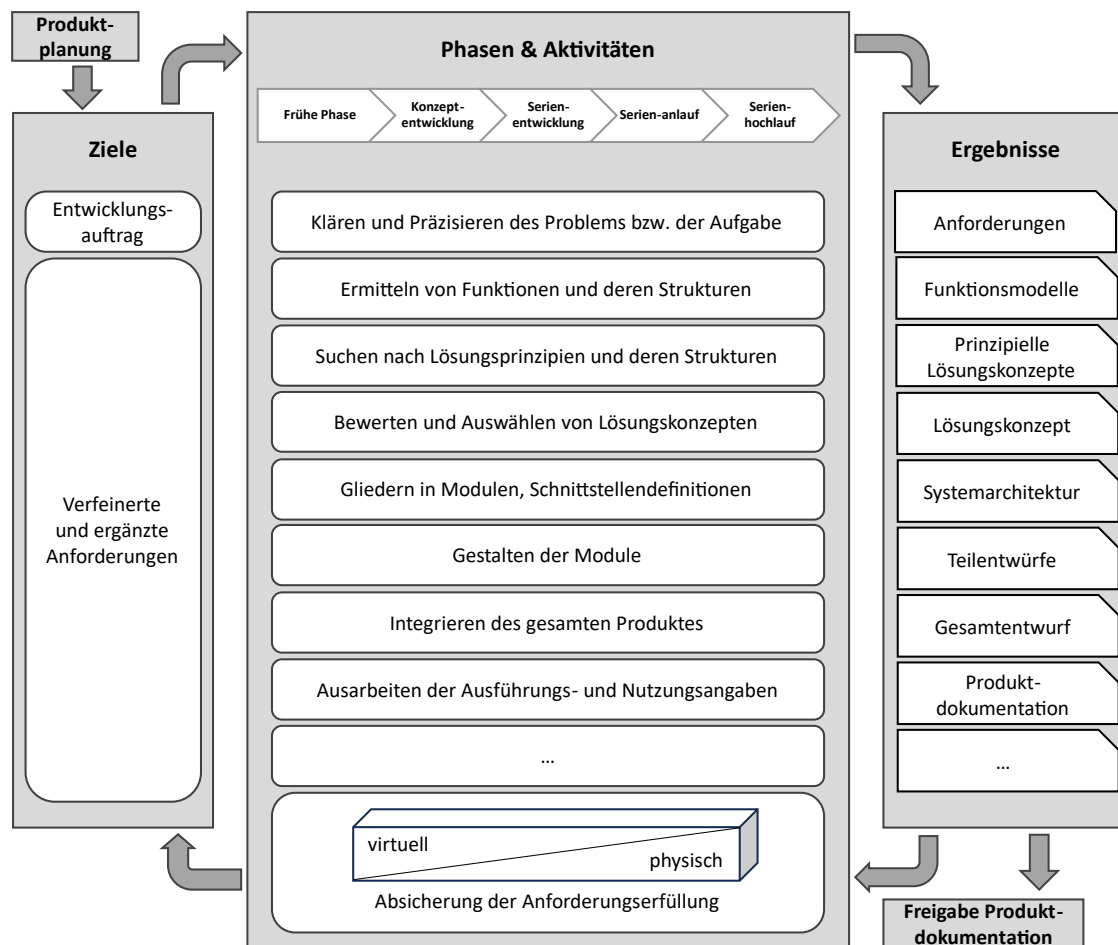 Produkt-
planung
Ziele
Entwicklungs-
auftrag
Verfeinerte
und ergänzte
Anforderungen
Phasen & Aktivitäten
Frühe Phase
Konzept-
entwicklung
Serien-
entwicklung
Serien-anlauf
Serien-
hochlauf
Klären und Präzisieren des Problems bzw. der Aufgabe
Ermitteln von Funktionen und deren Strukturen
Suchen nach Lösungsprinzipien und deren Strukturen
Bewerten und Auswählen von Lösungskonzepten
Gliedern in Modulen, Schnittstellendefinitionen
Gestalten der Module
Integrieren des gesamten Produktes
Ausarbeiten der Ausführungs- und Nutzungsangaben
...
virtuell
physisch
Absicherung der Anforderungserfüllung
Ergebnisse
Anforderungen
Funktionsmodelle
Prinzipielle
Lösungskonzepte
Lösungskonzept
Systemarchitektur
Teilentwürfe
Gesamtentwurf
Produkt-
dokumentation
...
Freigabe Produkt-
dokumentation